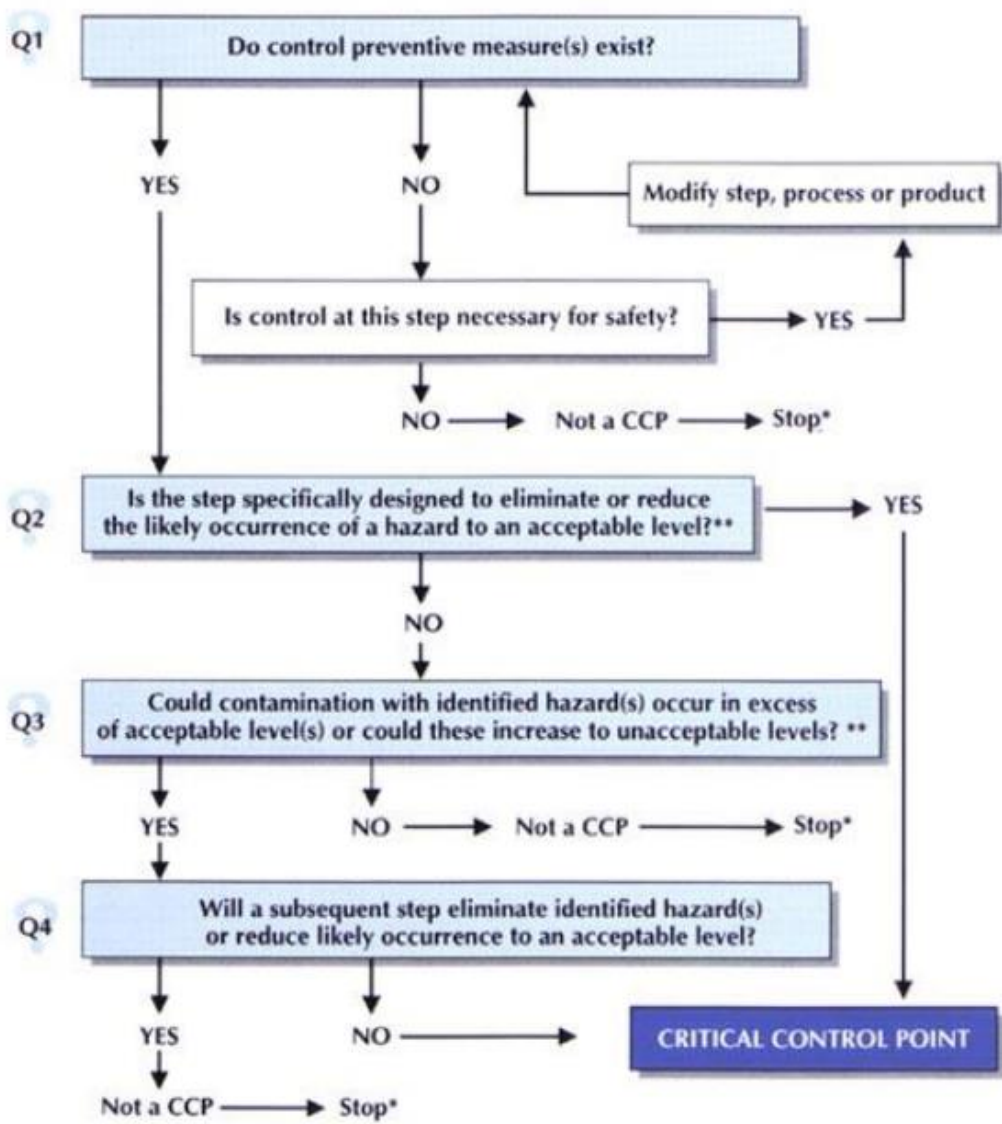 Q1
Do control preventive measure(s) exist?
YES
NO
Modify step, process or product
Is control at this step necessary for safety?
YES
NO
Not a CCP
Stop*
Q2
Is the step specifically designed to eliminate or reduce
the likely occurrence of a hazard to an acceptable level?**
YES
NO
Q3
Could contamination with identified hazard(s) occur in excess
of acceptable level(s) or could these increase to unacceptable levels? **
YES
NO
Not a CCP
Stop*
Q4
Will a subsequent step eliminate identified hazard(s)
or reduce likely occurrence to an acceptable level?
YES
NO
CRITICAL CONTROL POINT
Not a CCP
Stop*